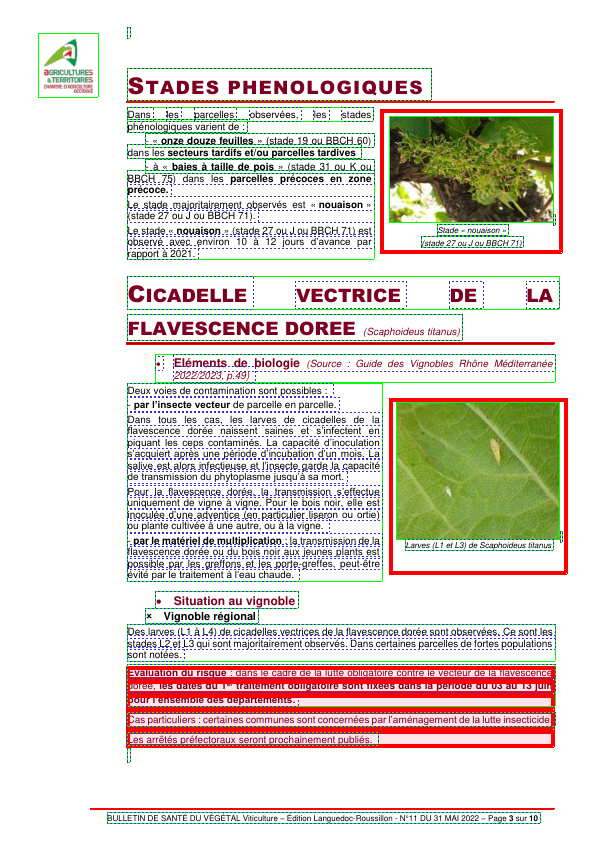 AGRICULTURES
& TERRITOIRES
CHAMBRE D'AGRICULTURE
OCCITANIE
STADES PHENOLOGIQUES
Dans les parcelles observées, les stades
phénologiques varient de :
- « onze douze feuilles » (stade 19 ou BBCH 60)
dans les secteurs tardifs et/ou parcelles tardives
- à « baies à taille de pois » (stade 31 ou K ou
BBCH 75) dans les parcelles précoces en zone
précoce.
Le stade majoritairement observés est « nouaison »
(stade 27 ou J ou BBCH 71).
Le stade « nouaison » (stade 27 ou J ou BBCH 71) est
observé avec environ 10 à 12 jours d'avance par
rapport à 2021.
Stade « nouaison »
(stade 27 ou J ou BBCH 71)
CICADELLE VECTRICE DE LA
FLAVESCENCE DOREE (Scaphoideus titanus)
• Eléments de biologie (Source : Guide des Vignobles Rhône Méditerranée
2022/2023, p.49)
Deux voies de contamination sont possibles :
- par l'insecte vecteur de parcelle en parcelle.
Dans tous les cas, les larves de cicadelles de la
flavescence dorée naissent saines et s'infectent en
piquant les ceps contaminés. La capacité d'inoculation
s'acquiert après une période d'incubation d'un mois. La
salive est alors infectieuse et l'insecte garde la capacité
de transmission du phytoplasme jusqu'à sa mort.
Pour la flavescence dorée, la transmission s'effectue
uniquement de vigne à vigne. Pour le bois noir, elle est
inoculée d'une adventice (en particulier liseron ou ortie)
ou plante cultivée à une autre, ou à la vigne.
- par le matériel de multiplication : la transmission de la
flavescence dorée ou du bois noir aux jeunes plants est
possible par les greffons et les porte-greffes, peut-être
évité par le traitement à l'eau chaude.
Larves (L1 et L3) de Scaphoideus titanus
• Situation au vignoble
× Vignoble régional
Des larves (L1 à L4) de cicadelles vectrices de la flavescence dorée sont observées. Ce sont les
stades L2 et L3 qui sont majoritairement observés. Dans certaines parcelles de fortes populations
sont notées.
Evaluation du risque : dans le cadre de la lutte obligatoire contre le vecteur de la flavescence
dorée, les dates du 1er traitement obligatoire sont fixées dans la période du 03 au 13 juin
pour l'ensemble des départements.
Cas particuliers : certaines communes sont concernées par l'aménagement de la lutte insecticide.
Les arrêtés préfectoraux seront prochainement publiés.
BULLETIN DE SANTÉ DU VÉGÉTAL Viticulture – Édition Languedoc-Roussillon - N°11 DU 31 MAI 2022 – Page 3 sur 10